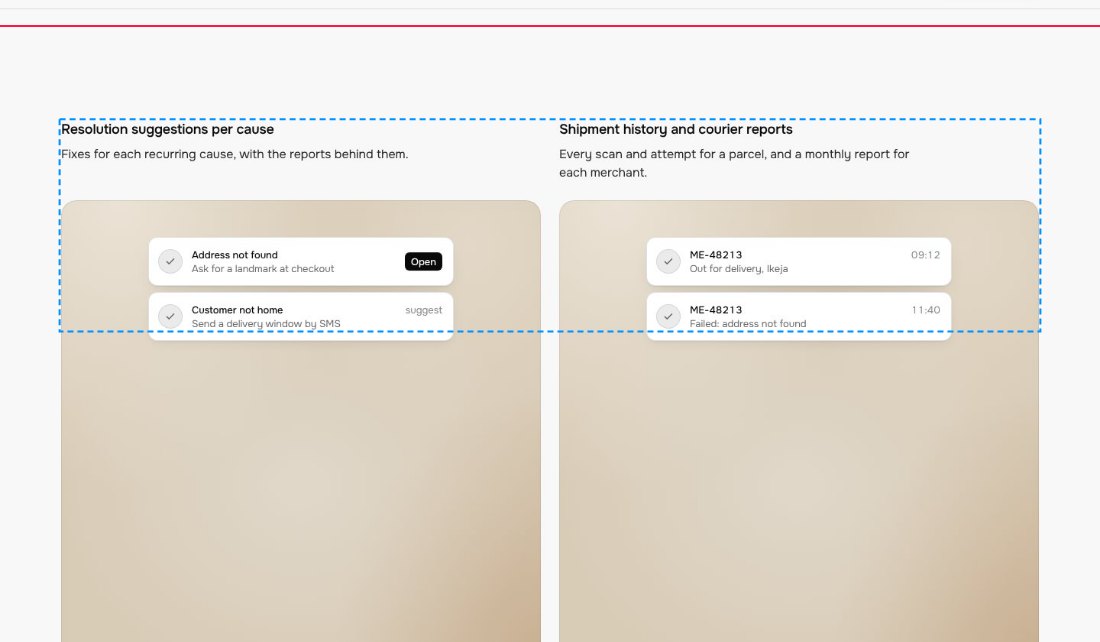 Resolution suggestions per cause
Fixes for each recurring cause, with the reports behind them.
Address not found
Ask for a landmark at checkout
Open
Customer not home
Send a delivery window by SMS
suggest
Shipment history and courier reports
Every scan and attempt for a parcel, and a monthly report for
each merchant.
ME-48213
Out for delivery, Ikeja
09:12
ME-48213
Failed: address not found
11:40